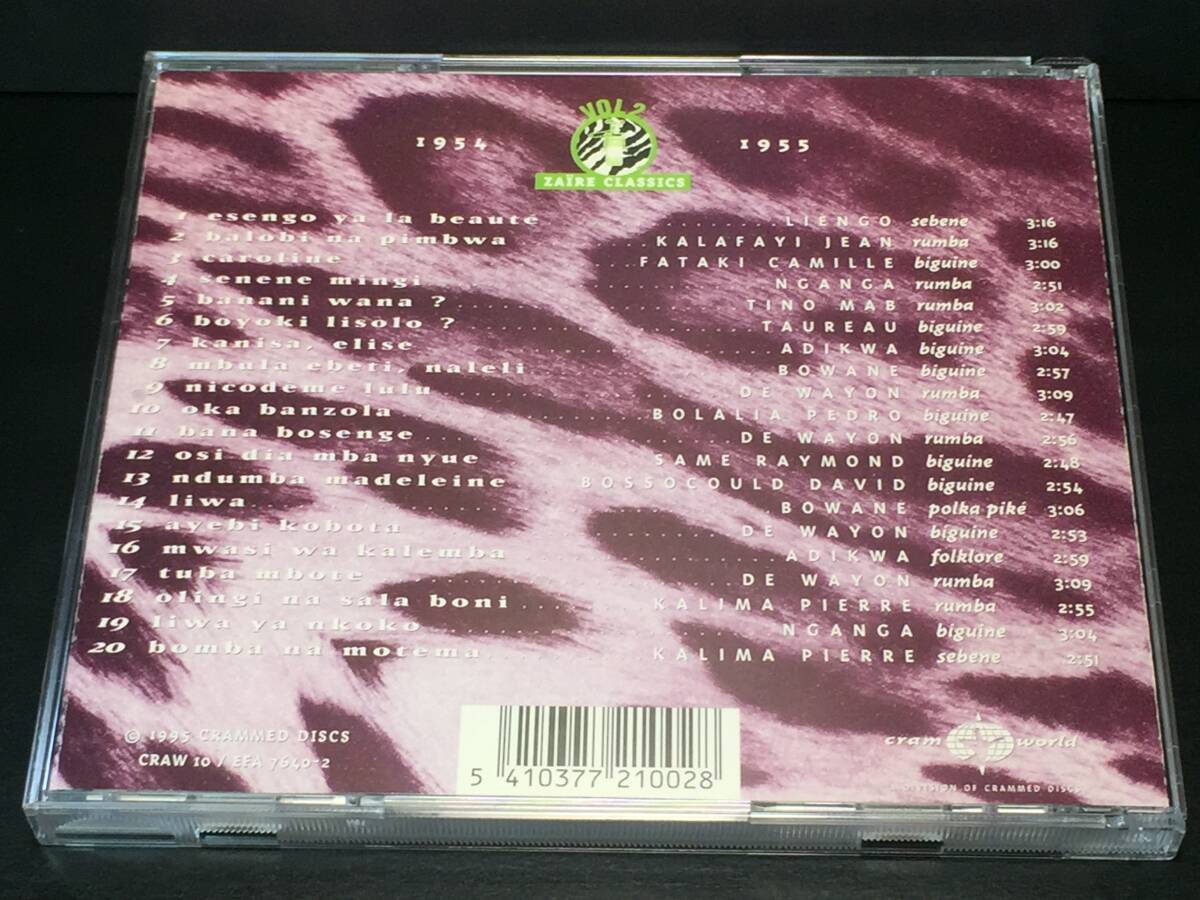 VOL 2
1954 1955
ZAÏRE CLASSICS
1 esengo ya la beauté LIENGO sebene 3:16
2 balobi na pimbwa KALAFAYI JEAN rumba 3:16
3 caroline FATAKI CAMILLE biguine 3:00
4 senene mingi NGANGA rumba 2:51
5 banani wana ? TINO MAB rumba 3:02
6 boyoki lisolo ? TAUREAU biguine 2:59
7 kanisa, elise ADIKWA biguine 3:04
8 mbula ebeti, naleli BOWANE biguine 2:57
9 nicodeme lulu DE WAYON rumba 3:09
10 oka banzola BOLALIA PEDRO biguine 2:47
11 bana bosenge DE WAYON rumba 2:56
12 osi dia mba nyue SAME RAYMOND biguine 2:48
13 ndumba madeleine BOSSOCOULD DAVID biguine 2:54
14 liwa BOWANE polka piké 3:06
15 ayebi kobota DE WAYON biguine 2:53
16 mwasi wa kalemba ADIKWA folklore 2:59
17 tuba mbote DE WAYON rumba 3:09
18 olingi na sala boni KALIMA PIERRE rumba 2:55
19 liwa ya nkoko NGANGA biguine 3:04
20 bomba na motema KALIMA PIERRE sebene 2:51
© 1995 CRAMMED DISCS
CRAW 10 / EFA 7640-2
5 410377 210028
cram world
A DIVISION OF CRAMMED DISCS